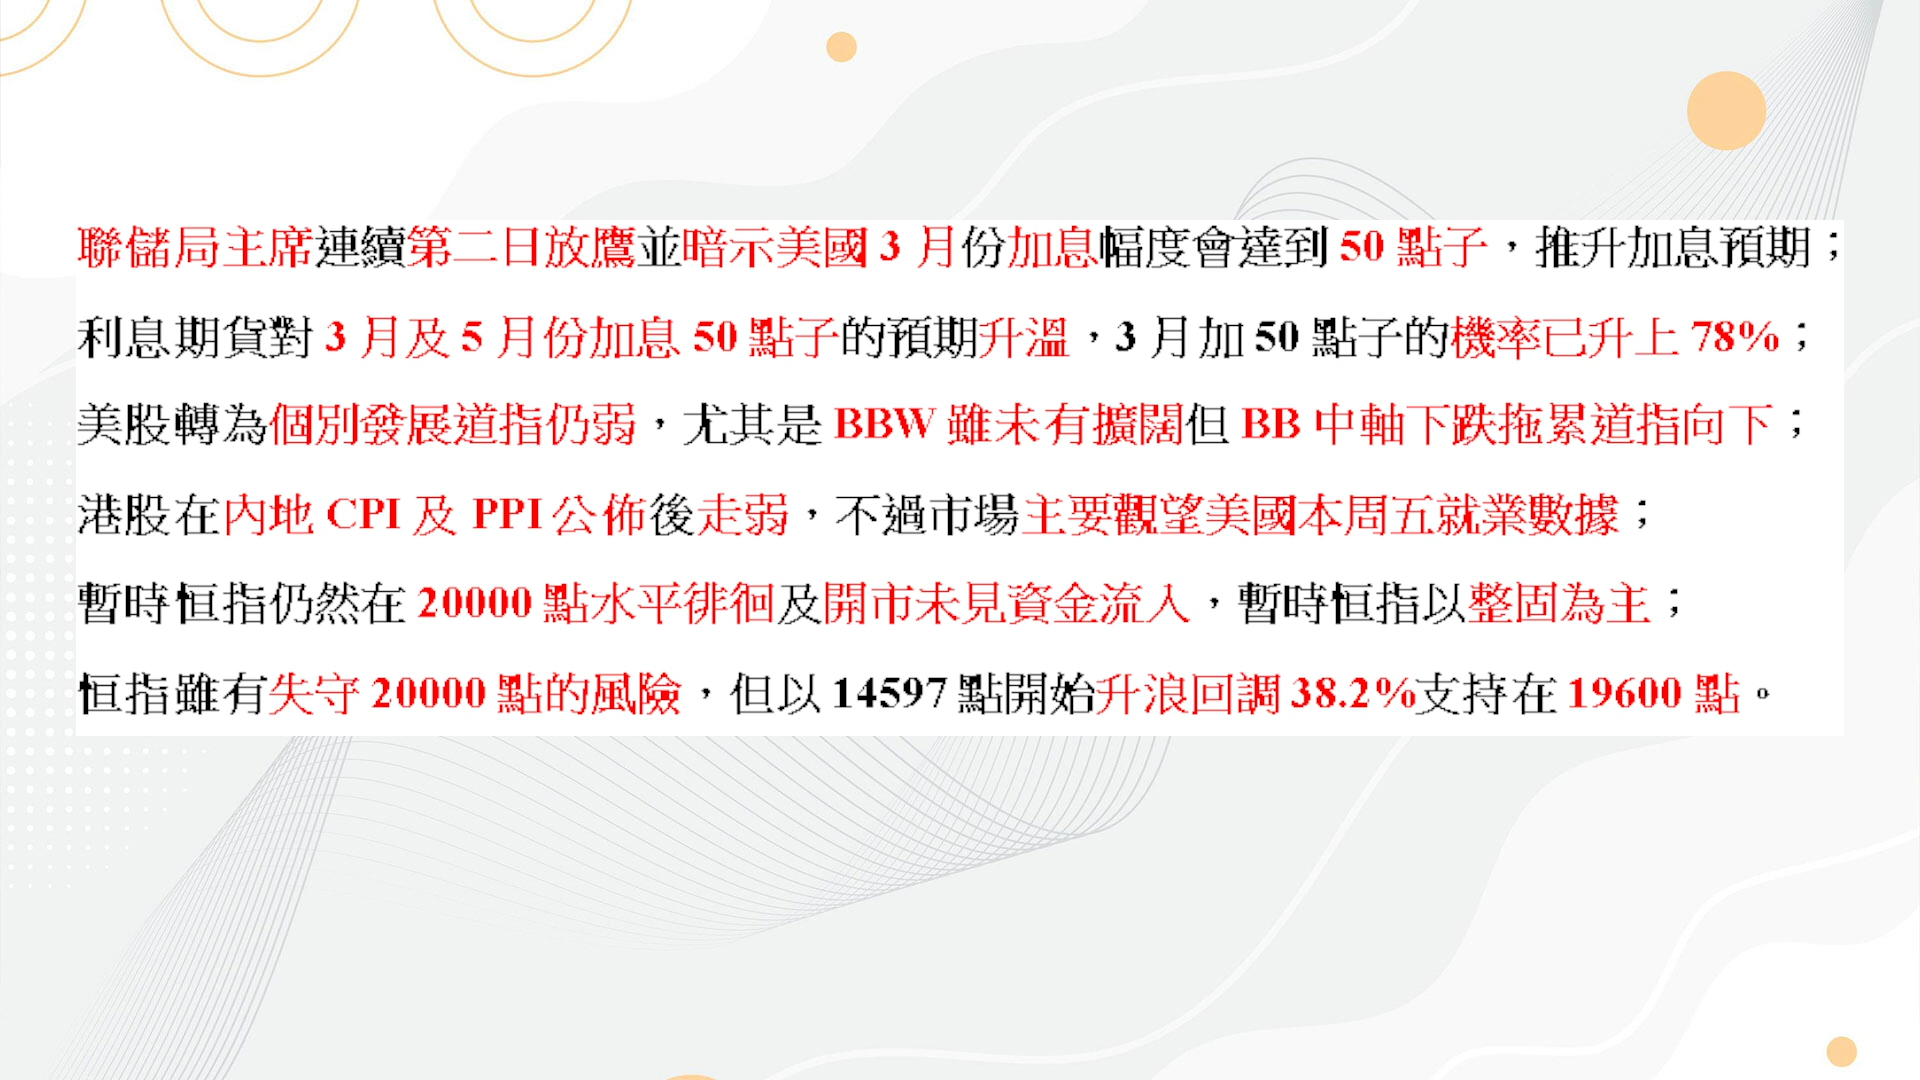 聯儲局主席連續第二日放鷹並暗示美國 3 月份加息幅度會達到 50 點子，推升加息預期；
利息期貨對 3 月及 5 月份加息 50 點子的預期升溫，3 月加 50 點子的機率已升上 78%；
美股轉為個別發展道指仍弱，尤其是 BBW 雖未有擴闊但 BB 中軸下跌拖累道指向下；
港股在內地 CPI 及 PPI 公佈後走弱，不過市場主要觀望美國本周五就業數據；
暫時恒指仍然在 20000 點水平徘徊及開市未見資金流入，暫時恒指以整固為主；
恒指雖有失守 20000 點的風險，但以 14597 點開始升浪回調 38.2%支持在 19600 點。